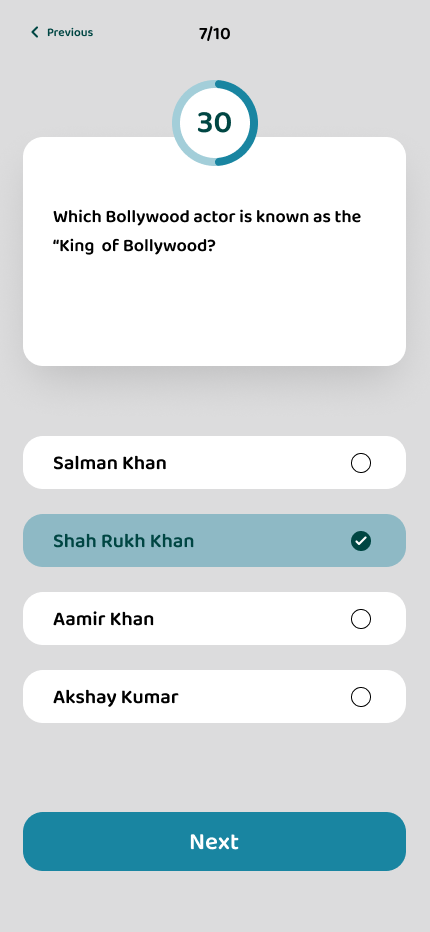 Previous
7/10
30
Which Bollywood actor is known as the
“King  of Bollywood?
Salman Khan
Shah Rukh Khan
Aamir Khan
Akshay Kumar
Next